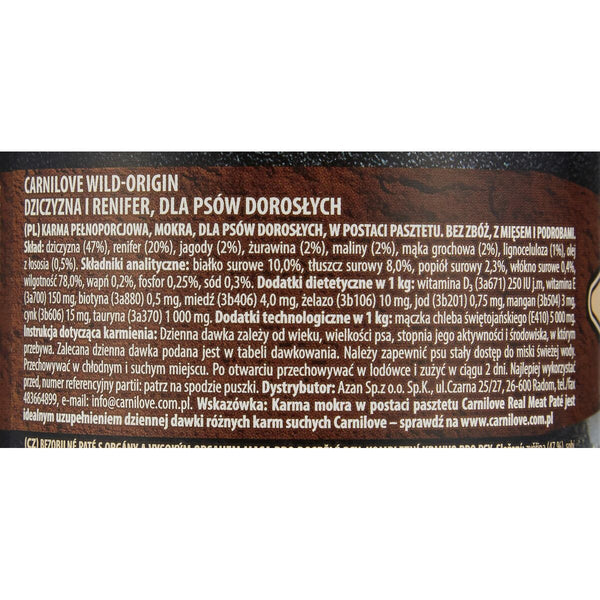 CARNILOVE WILD-ORIGIN
DZICZYZNA I RENIFER, DLA PSÓW DOROSŁYCH
(PL) KARMA PEŁNOPORCJOWA, MOKRA, DLA PSÓW DOROSŁYCH, W POSTACI PASZTETU. BEZ ZBÓŻ, Z MIĘSEM I PODROBAMI.
Skład: dziczyzna (47%), renifer (20%), jagody (2%), żurawina (2%), maliny (2%), mąka grochowa (2%), lignoceluloza (1%), olej
z łososia (0,5%). Składniki analityczne: białko surowe 10,0%, tłuszcz surowy 8,0%, popiół surowy 2,3%, włókno surowe 0,4%,
wilgotność 78,0%, wapń 0,2%, fosfor 0,25%, sód 0,3%. Dodatki dietetyczne w 1 kg: witamina D₃ (3a671) 250 IU j.m, witamina E
(3a700) 150 mg, biotyna (3a880) 0,5 mg, miedź (3b406) 4,0 mg, żelazo (3b106) 10 mg, jod (3b201) 0,75 mg, mangan (3b504) 3 mg,
cynk (3b606) 15 mg, tauryna (3a370) 1 000 mg. Dodatki technologiczne w 1 kg: mączka chleba świętojańskiego (E410) 5 000 mg.
Instrukcja dotycząca karmienia: Dzienna dawka zależy od wieku, wielkości psa, stopnia jego aktywności i środowiska, w którym
przebywa. Zalecana dzienna dawka podana jest w tabeli dawkowania. Należy zapewnić psu stały dostęp do miski świeżej wody.
Przechowywać w chłodnym i suchym miejscu. Po otwarciu przechowywać w lodówce i zużyć w ciągu 2 dni. Najlepiej wykorzystać
przed, numer referencyjny partii: patrz na spodzie puszki. Dystrybutor: Azan Sp.z o.o. Sp.K., ul.Czarna 25/27, 26-600 Radom, tel./fax
483664899, e-mail: info@carnilove.com.pl. Wskazówka: Karma mokra w postaci pasztetu Carnilove Real Meat Paté jest
idealnym uzupełnieniem dziennej dawki różnych karm suchych Carnilove – sprawdź na www.carnilove.com.pl
(CZ) BEZOBILNÉ PATÉ S ORGÁNY A VYSOKÝM OBSAHEM MASA